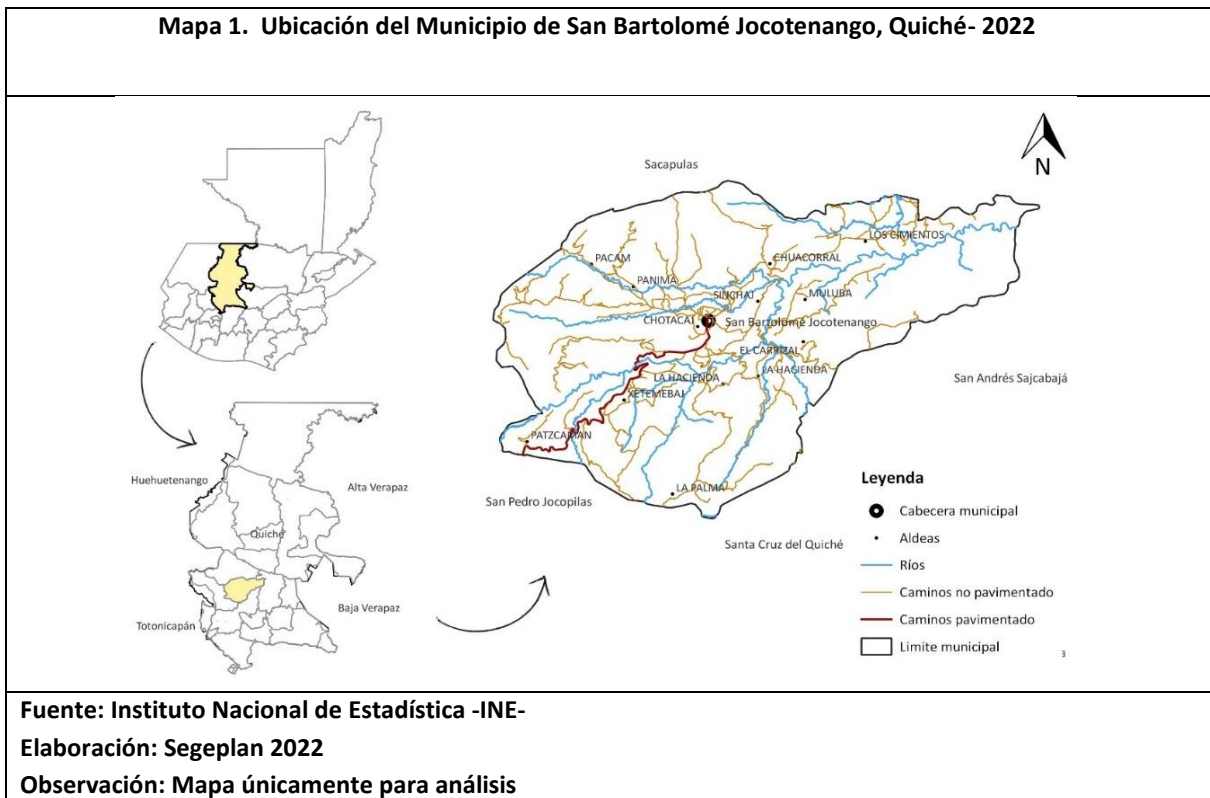 Mapa 1. Ubicación del Municipio de San Bartolomé Jocotenango, Quiché- 2022
N
Sacapulas
LOS CIMIENTOS
PACAM
CHUACORRAL
PANIMA
SINCHAJ
MULUBA
CHOTACAJ
San Bartolomé Jocotenango
EL CARRIZAL
LA HACIENDA
LA HACIENDA
San Andrés Sajcabajá
XETEMEBAJ
PATZCAMAN
LA PALMA
San Pedro Jocopilas
Santa Cruz del Quiché
Huehuetenango
Alta Verapaz
Quiché
Baja Verapaz
Totonicapán
Leyenda
Cabecera municipal
Aldeas
Ríos
Caminos no pavimentado
Caminos pavimentado
Limite municipal
Fuente: Instituto Nacional de Estadística -INE-
Elaboración: Segeplan 2022
Observación: Mapa únicamente para análisis